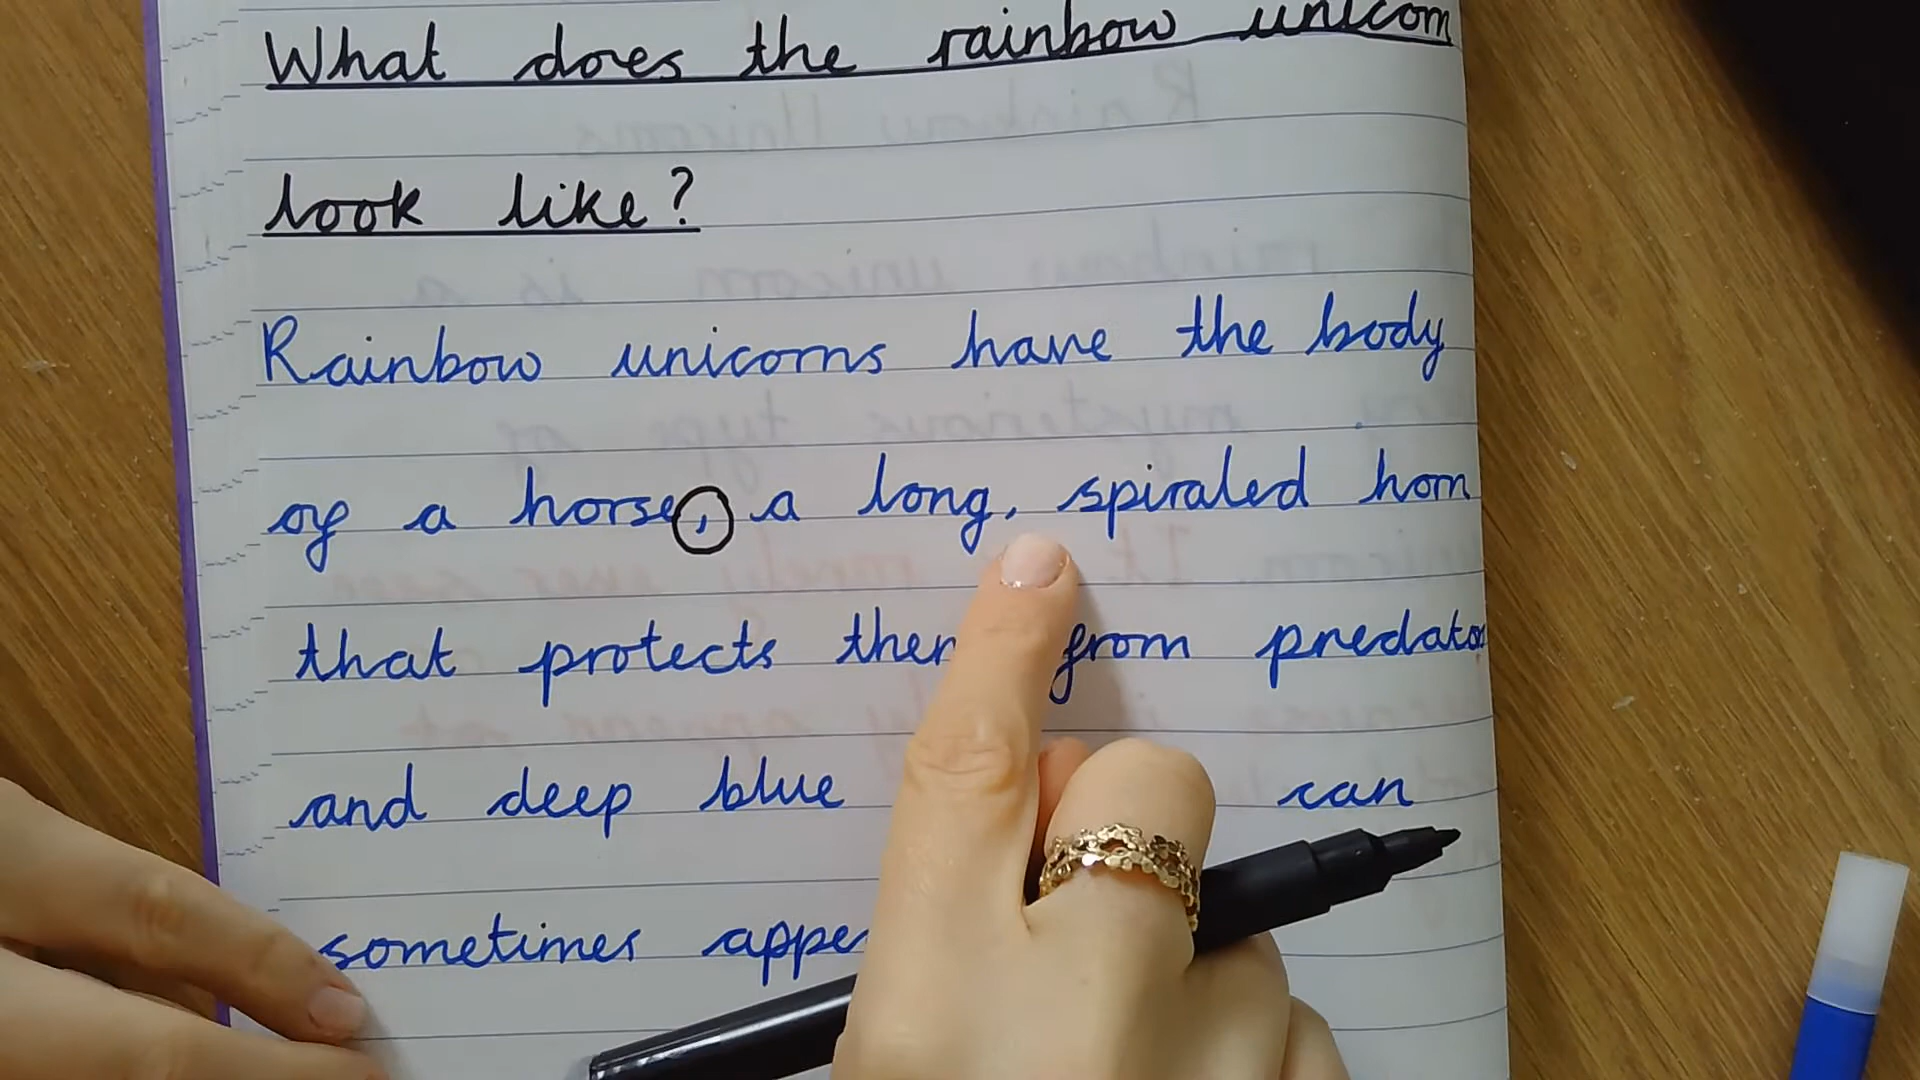 What does the rainbow unicorn
look like?
Rainbow unicorns have the body
of a horse, a long, spiraled horn
that protects from
and deep blue can
sometimes